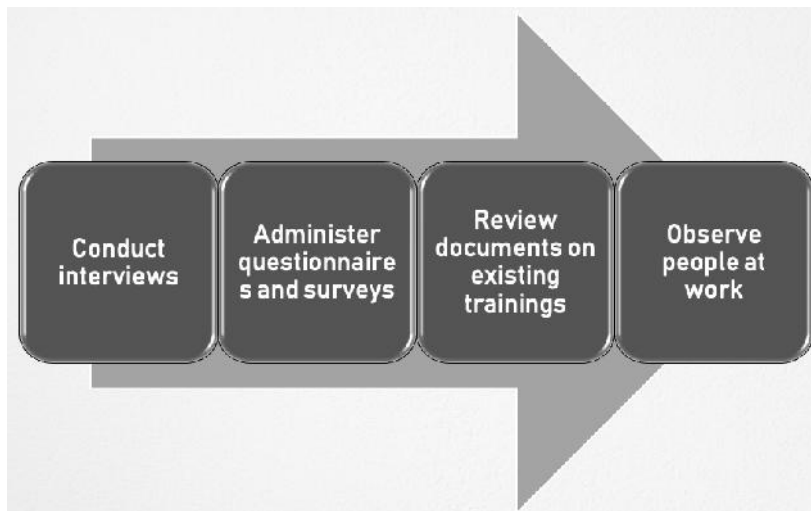 Conduct
interviews
Administer
questionnaire
s and surveys
Review
documents on
existing
trainings
Observe
people at
work